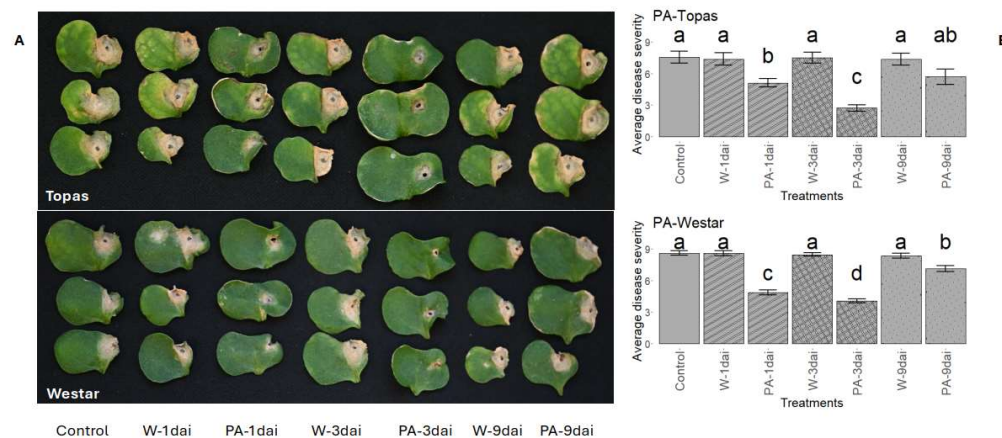 A
Topas
Westar
Control W-1dai PA-1dai W-3dai PA-3dai W-9dai PA-9dai
PA-Topas
Average disease severity
9
6
3
0
a a b a c a ab
Control W-1dai PA-1dai W-3dai PA-3dai W-9dai PA-9dai
Treatments
PA-Westar
Average disease severity
9
6
3
0
a a c a d a b
Control W-1dai PA-1dai W-3dai PA-3dai W-9dai PA-9dai
Treatments